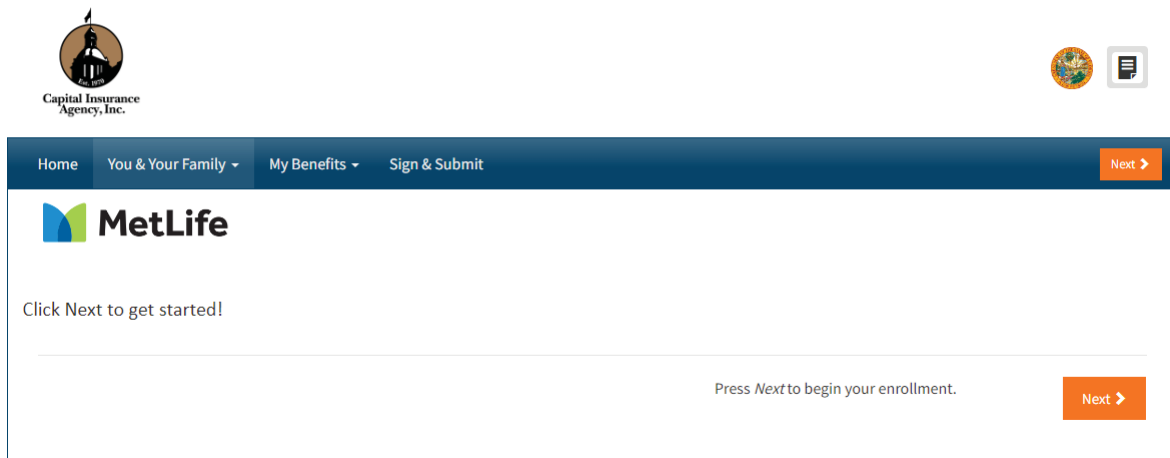 Est. 1970
Capital Insurance
Agency, Inc.
Home You & Your Family My Benefits Sign & Submit Next
MetLife
Click Next to get started!
Press Next to begin your enrollment.
Next